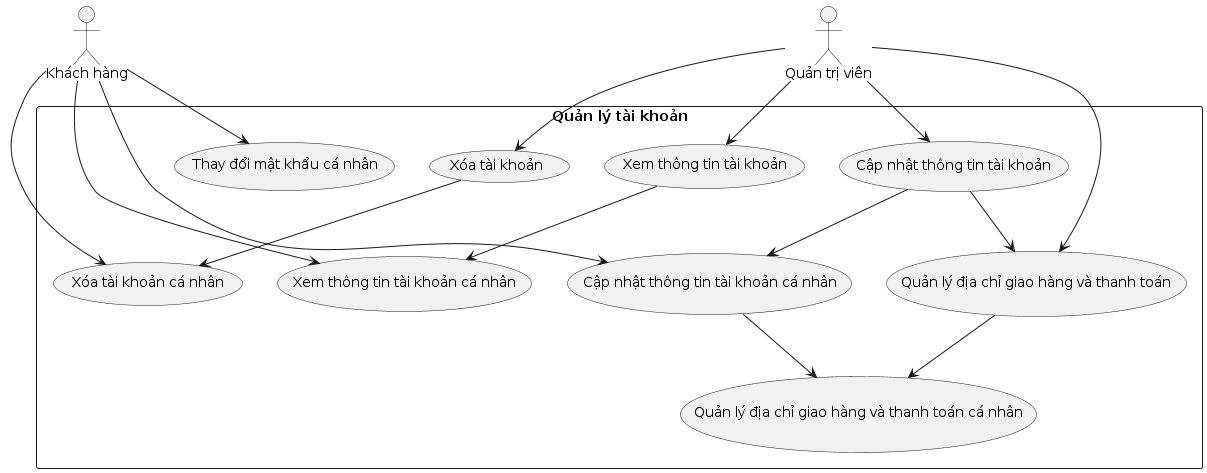 Khách hàng
Quản trị viên
Quản lý tài khoản
Thay đổi mật khẩu cá nhân
Xóa tài khoản
Xem thông tin tài khoản
Cập nhật thông tin tài khoản
Xóa tài khoản cá nhân
Xem thông tin tài khoản cá nhân
Cập nhật thông tin tài khoản cá nhân
Quản lý địa chỉ giao hàng và thanh toán
Quản lý địa chỉ giao hàng và thanh toán cá nhân